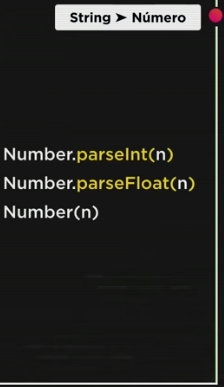 String ➤ Número
Number.parseInt(n)
Number.parseFloat(n)
Number(n)